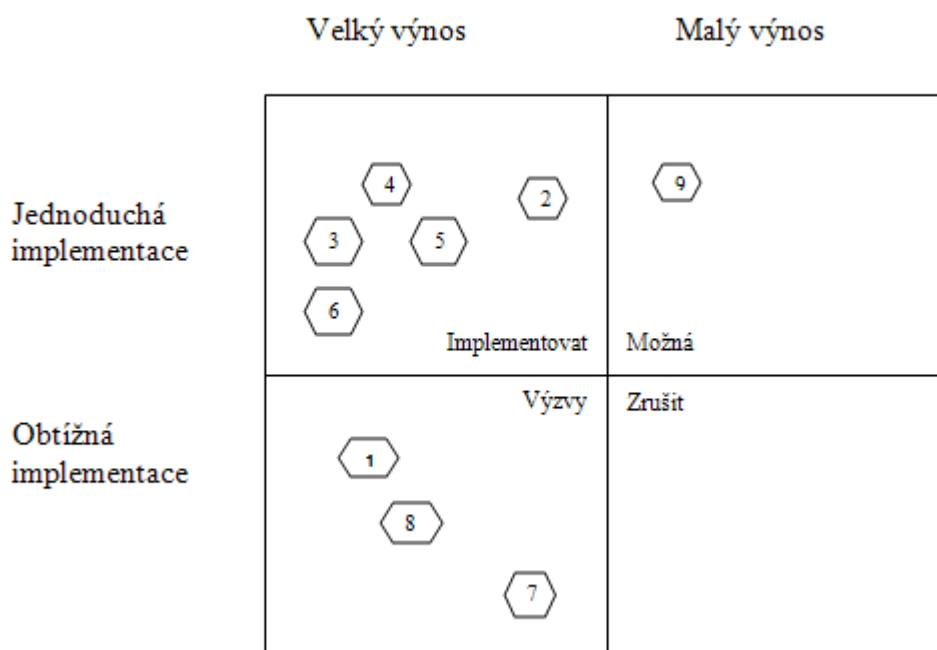 Velký výnos
Malý výnos
4
2
9
Jednoduchá
implementace
3
5
6
Implementovat
Možná
Výzvy
Zrušit
Obtížná
implementace
1
8
7